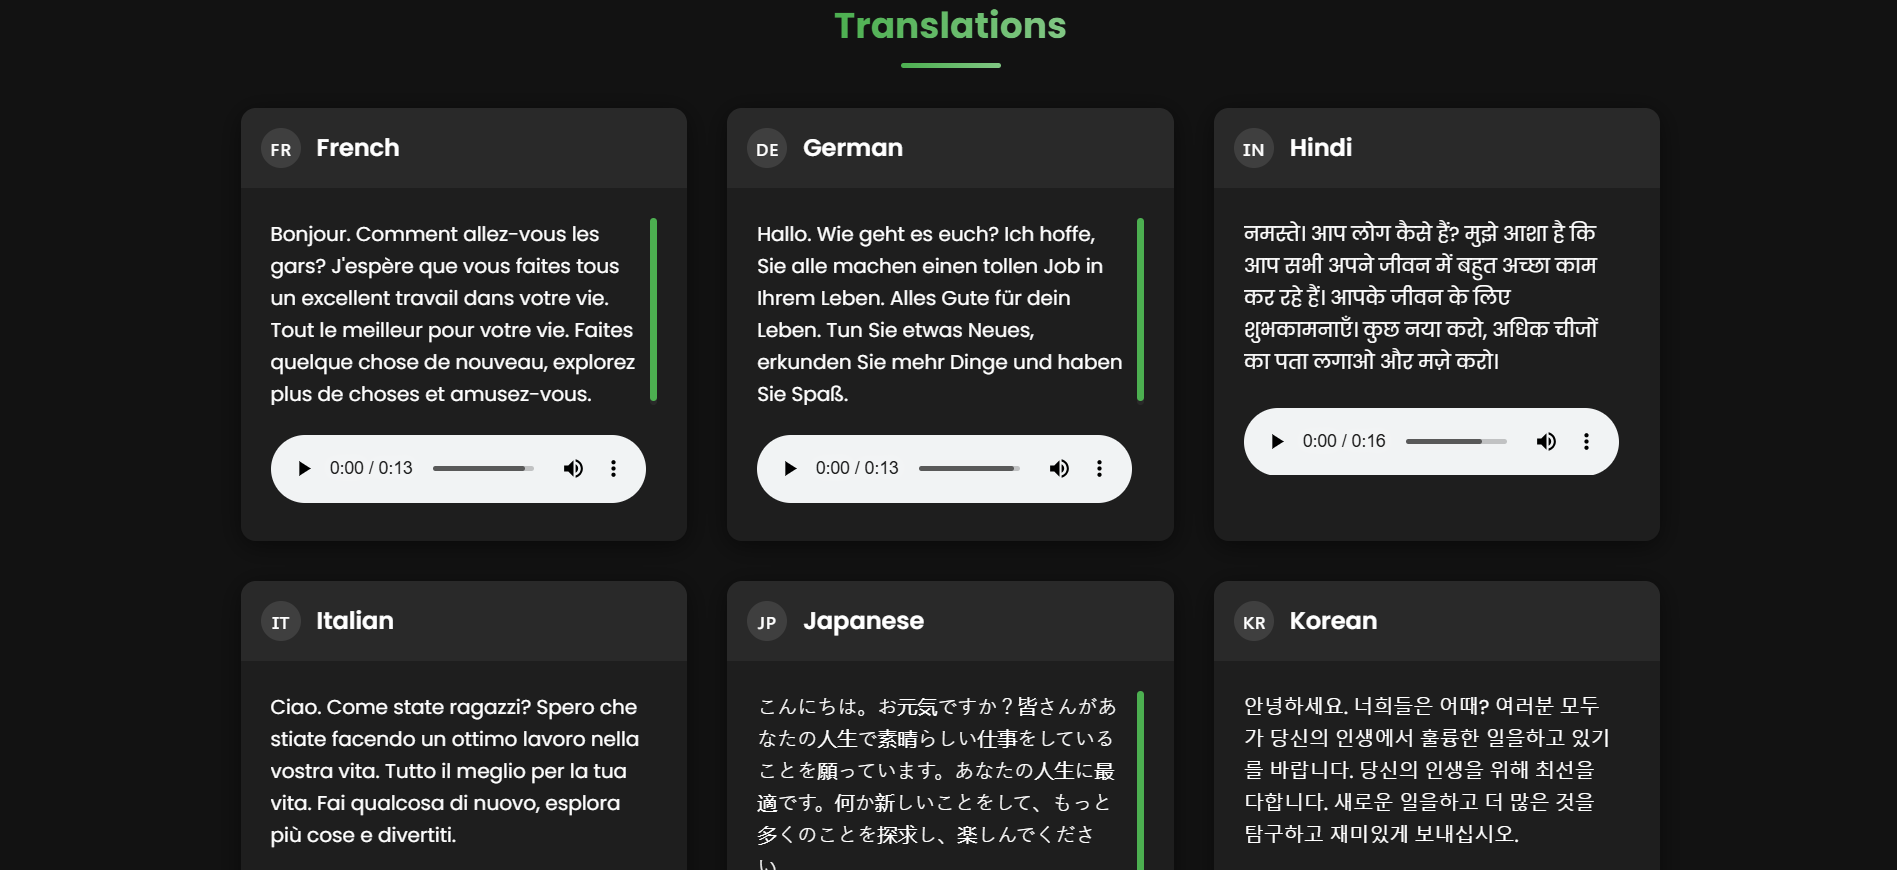 Translations
FR French
Bonjour. Comment allez-vous les
gars? J'espère que vous faites tous
un excellent travail dans votre vie.
Tout le meilleur pour votre vie. Faites
quelque chose de nouveau, explorez
plus de choses et amusez-vous.
0:00 / 0:13
DE German
Hallo. Wie geht es euch? Ich hoffe,
Sie alle machen einen tollen Job in
Ihrem Leben. Alles Gute für dein
Leben. Tun Sie etwas Neues,
erkunden Sie mehr Dinge und haben
Sie Spaß.
0:00 / 0:13
IN Hindi
नमस्ते। आप लोग कैसे हैं? मुझे आशा है कि
आप सभी अपने जीवन में बहुत अच्छा काम
कर रहे हैं। आपके जीवन के लिए
शुभकामनाएँ। कुछ नया करो, अधिक चीजों
का पता लगाओ और मज़े करो।
0:00 / 0:16
IT Italian
Ciao. Come state ragazzi? Spero che
stiate facendo un ottimo lavoro nella
vostra vita. Tutto il meglio per la tua
vita. Fai qualcosa di nuovo, esplora
più cose e divertiti.
JP Japanese
こんにちは。お元気ですか？皆さんがあ
なたの人生で素晴らしい仕事をしている
ことを願っています。あなたの人生に最
適です。何か新しいことをして、もっと
多くのことを探求し、楽しんでくださ
い。
KR Korean
안녕하세요. 너희들은 어때? 여러분 모두
가 당신의 인생에서 훌륭한 일을하고 있기
를 바랍니다. 당신의 인생을 위해 최선을
다합니다. 새로운 일을하고 더 많은 것을
탐구하고 재미있게 보내십시오.